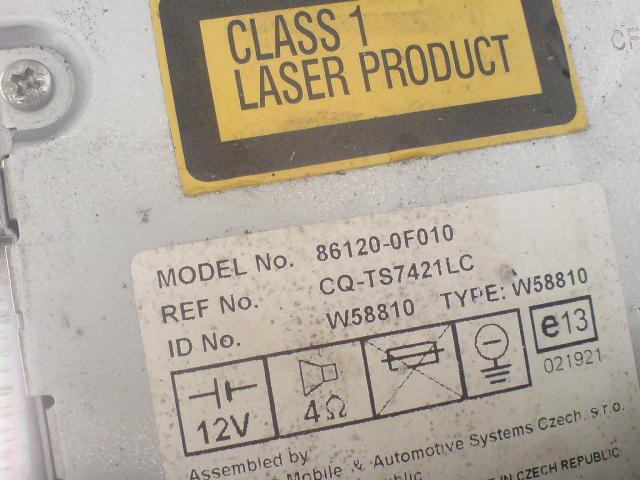 CLASS 1
LASER PRODUCT
MODEL No. 86120-0F010
REF No. CQ-TS7421LC
ID No. W58810 TYPE: W58810
12V 4Ω e13
021921
Assembled by
Mobile & Automotive Systems Czech, s.r.o.
IN CZECH REPUBLIC